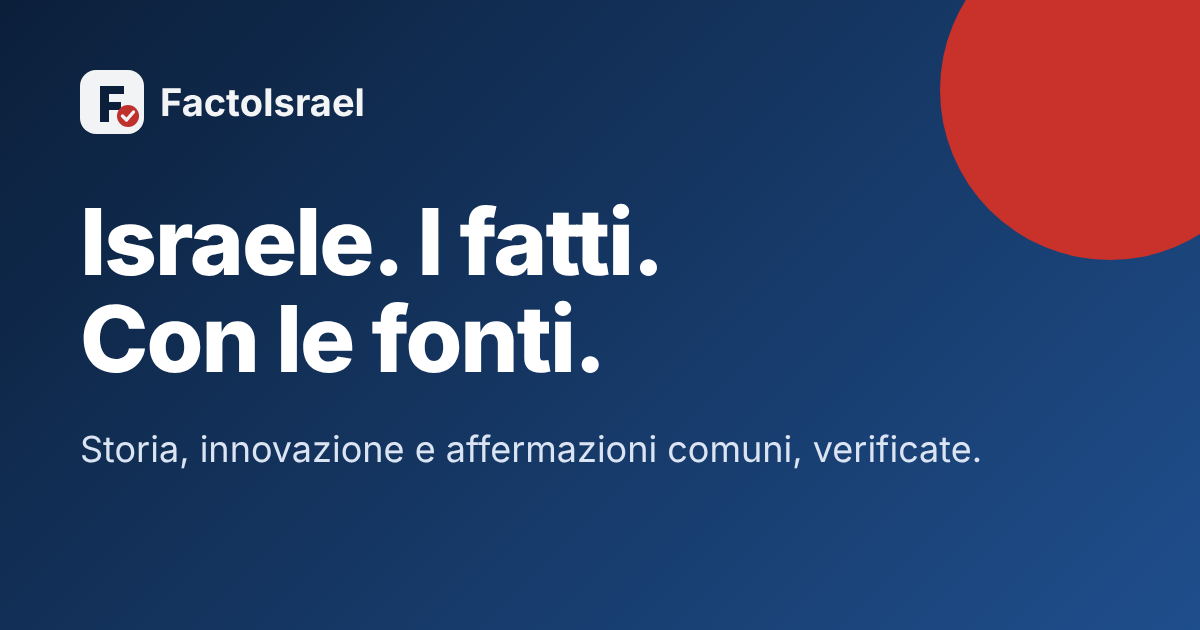 FactoIsrael
Israele. I fatti.
Con le fonti.
Storia, innovazione e affermazioni comuni, verificate.